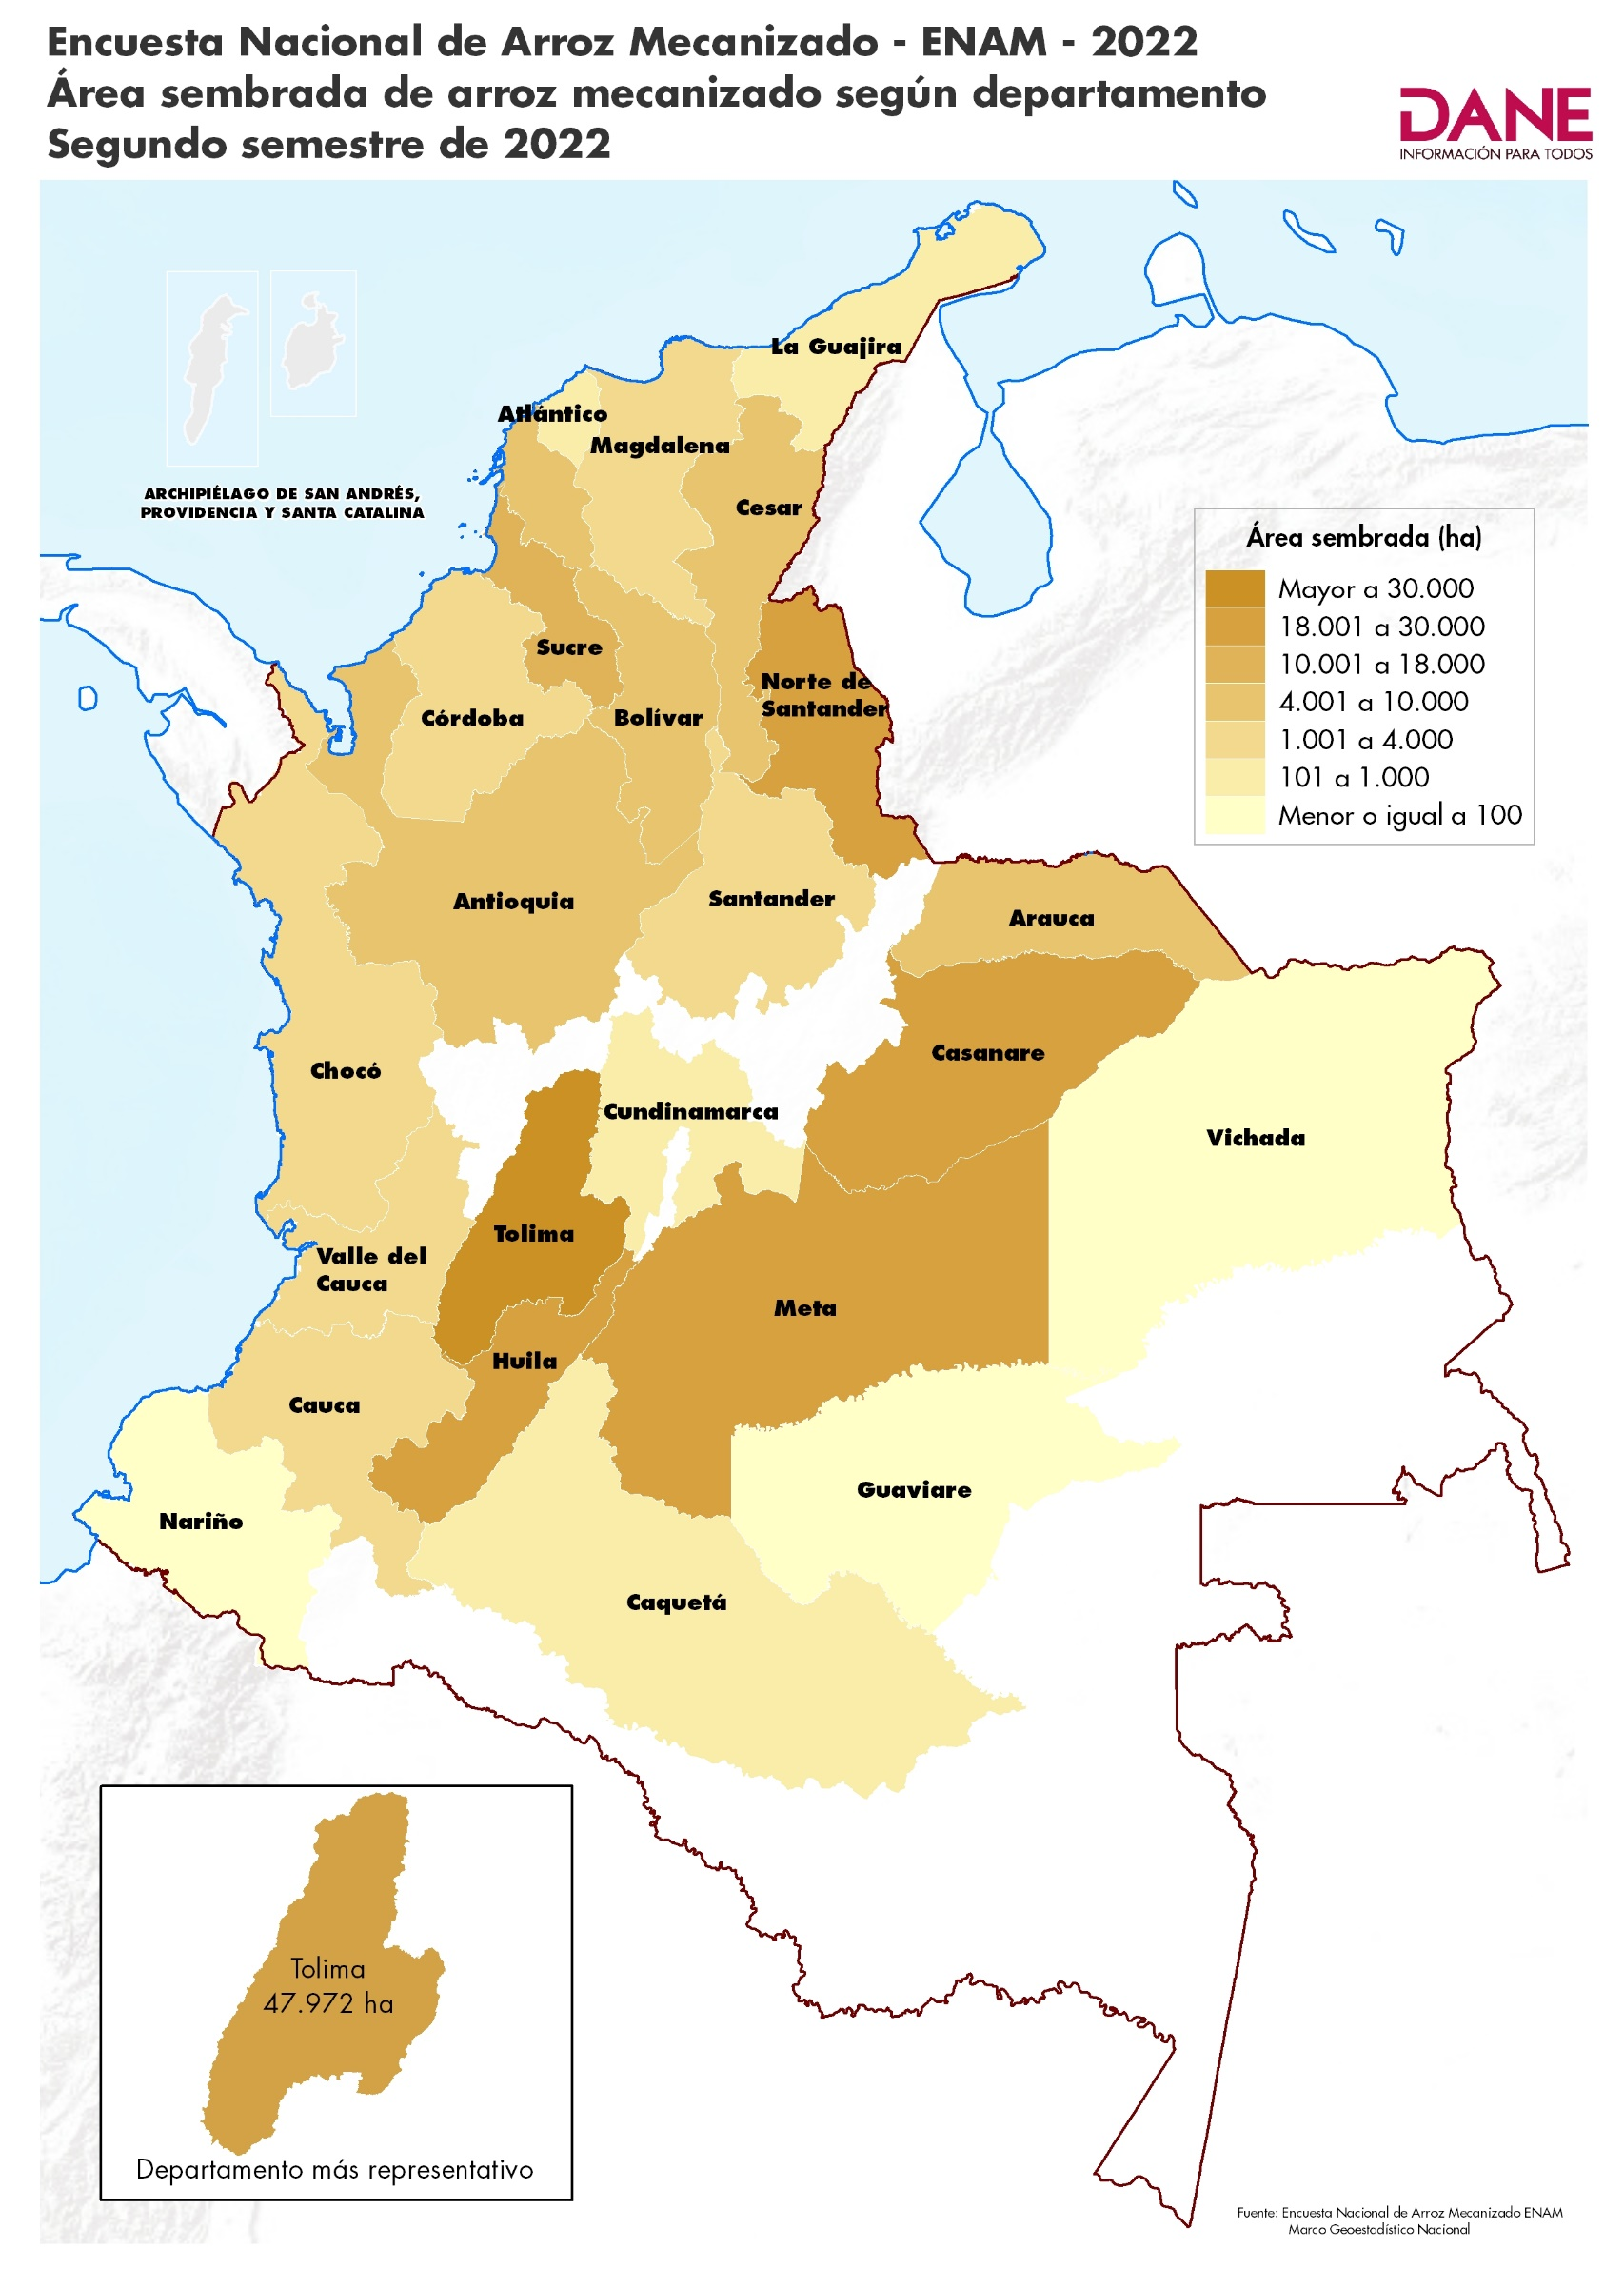 Encuesta Nacional de Arroz Mecanizado - ENAM - 2022
Área sembrada de arroz mecanizado según departamento
Segundo semestre de 2022
DANE
INFORMACIÓN PARA TODOS
La Guajira
Atlántico
Magdalena
ARCHIPIÉLAGO DE SAN ANDRÉS,
PROVIDENCIA Y SANTA CATALINA
Cesar
Área sembrada (ha)
Mayor a 30.000
18.001 a 30.000
10.001 a 18.000
4.001 a 10.000
1.001 a 4.000
101 a 1.000
Menor o igual a 100
Sucre
Norte de
Santander
Córdoba
Bolívar
Antioquia
Santander
Arauca
Chocó
Casanare
Cundinamarca
Vichada
Tolima
Valle del
Cauca
Meta
Huila
Cauca
Guaviare
Nariño
Caquetá
Tolima
47.972 ha
Departamento más representativo
Fuente: Encuesta Nacional de Arroz Mecanizado ENAM
Marco Geoestadístico Nacional